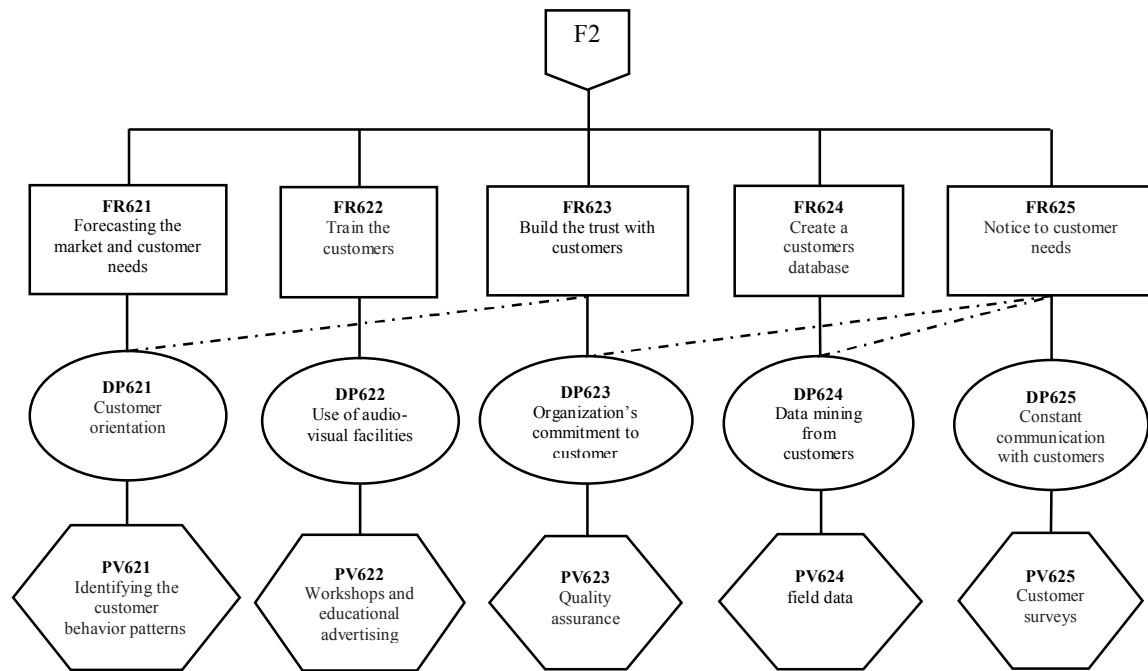 F2
FR621
Forecasting the
market and customer
needs
FR622
Train the
customers
FR623
Build the trust with
customers
FR624
Create a
customers
database
FR625
Notice to customer
needs
DP621
Customer
orientation
DP622
Use of audio-
visual facilities
DP623
Organization’s
commitment to
customer
DP624
Data mining
from
customers
DP625
Constant
communication
with customers
PV621
Identifying the
customer
behavior patterns
PV622
Workshops and
educational
advertising
PV623
Quality
assurance
PV624
field data
PV625
Customer
surveys